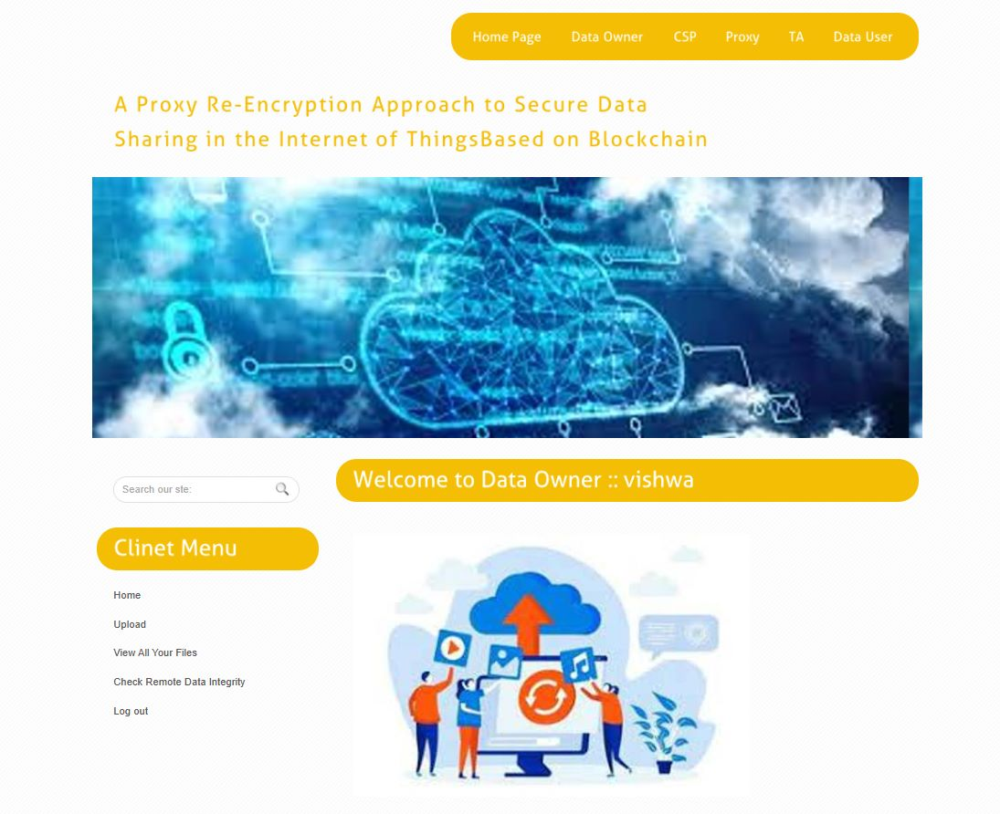 Home Page Data Owner CSP Proxy TA Data User
A Proxy Re-Encryption Approach to Secure Data
Sharing in the Internet of ThingsBased on Blockchain
Search our ste:
Welcome to Data Owner :: vishwa
Clinet Menu
Home
Upload
View All Your Files
Check Remote Data Integrity
Log out